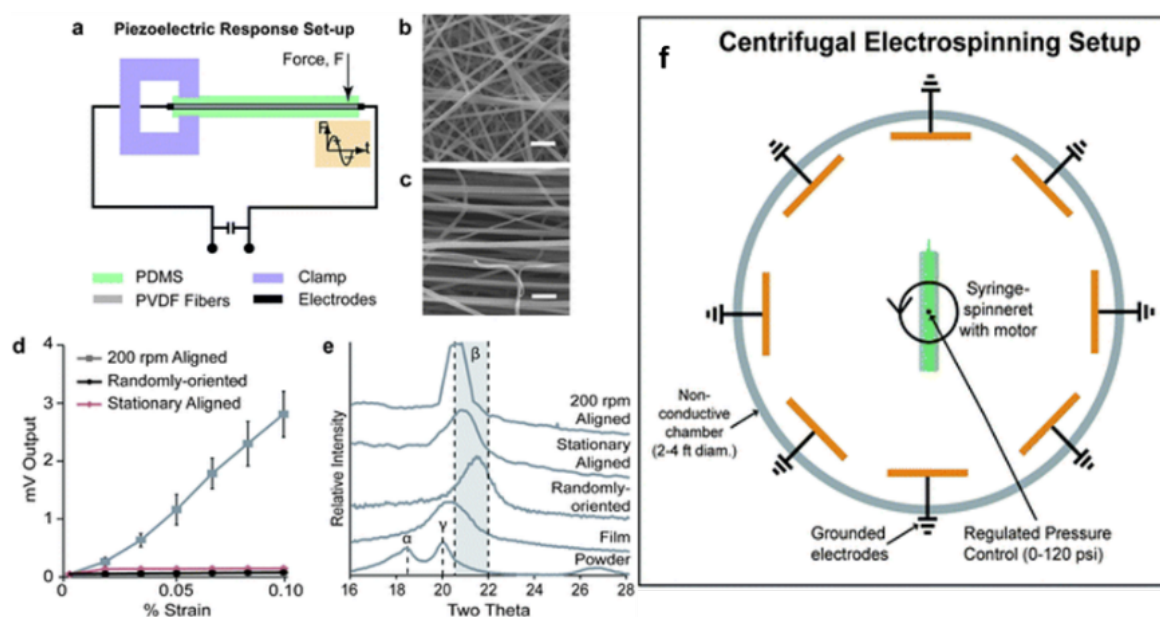 a
Piezoelectric Response Set-up
Force, F
F
t
PDMS
Clamp
PVDF Fibers
Electrodes
b
c
d
mV Output
4
3
2
1
0
200 rpm Aligned
Randomly-oriented
Stationary Aligned
0
0.05
0.10
% Strain
e
Relative Intensity
β
200 rpm
Aligned
Stationary
Aligned
Randomly-
oriented
Film
Powder
α
γ
16
18
20
22
24
26
28
Two Theta
f
Centrifugal Electrospinning Setup
Syringe-
spinneret
with motor
Non-
conductive
chamber
(2-4 ft diam.)
Grounded
electrodes
Regulated Pressure
Control (0-120 psi)